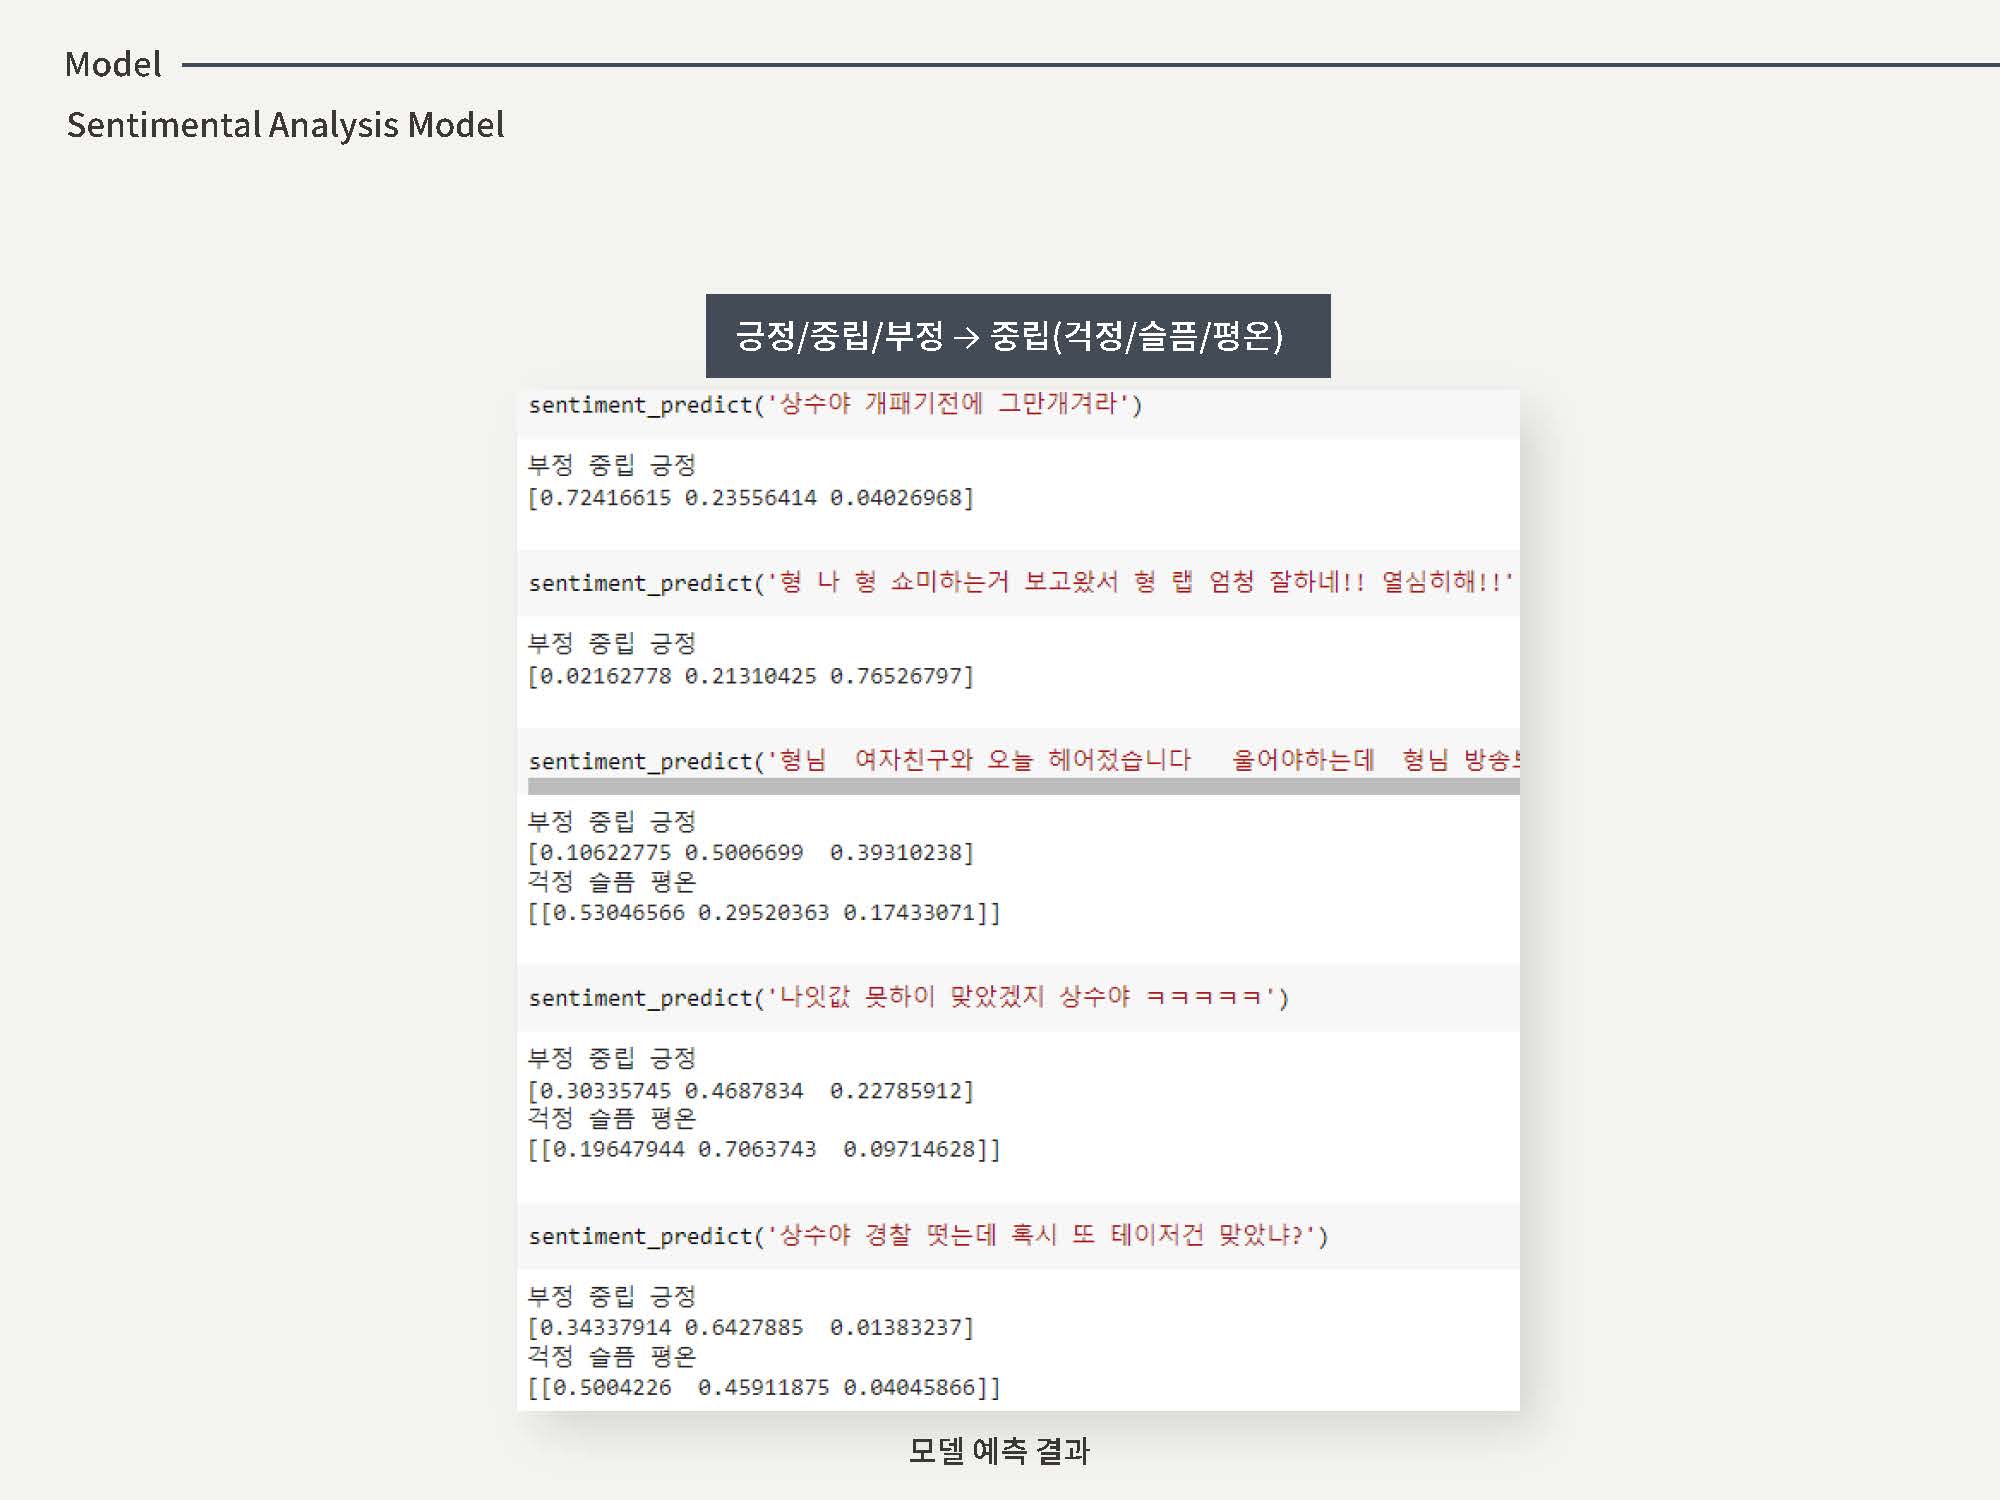 Model
Sentimental Analysis Model
긍정/중립/부정 → 중립(걱정/슬픔/평온)
sentiment_predict('상수야 개패기전에 그만개겨라')
부정 중립 긍정
[0.72416615 0.23556414 0.04026968]
sentiment_predict('형 나 형 쇼미하는거 보고왔서 형 랩 엄청 잘하네!! 열심히해!!'
부정 중립 긍정
[0.02162778 0.21310425 0.76526797]
sentiment_predict('형님 여자친구와 오늘 헤어젔습니다 울어야하는데 형님 방송
부정 중립 긍정
[0.10622775 0.5006699 0.39310238]
걱정 슬픔 평온
[[0.53046566 0.29520363 0.17433071]]
sentiment_predict('나잇값 못하이 맞았겠지 상수야 ㅋㅋㅋㅋㅋ')
부정 중립 긍정
[0.30335745 0.4687834 0.22785912]
걱정 슬픔 평온
[[0.19647944 0.7063743 0.09714628]]
sentiment_predict('상수야 경찰 떳는데 혹시 또 테이저건 맞았냐?')
부정 중립 긍정
[0.34337914 0.6427885 0.01383237]
걱정 슬픔 평온
[[0.5004226 0.45911875 0.04045866]]
모델 예측 결과